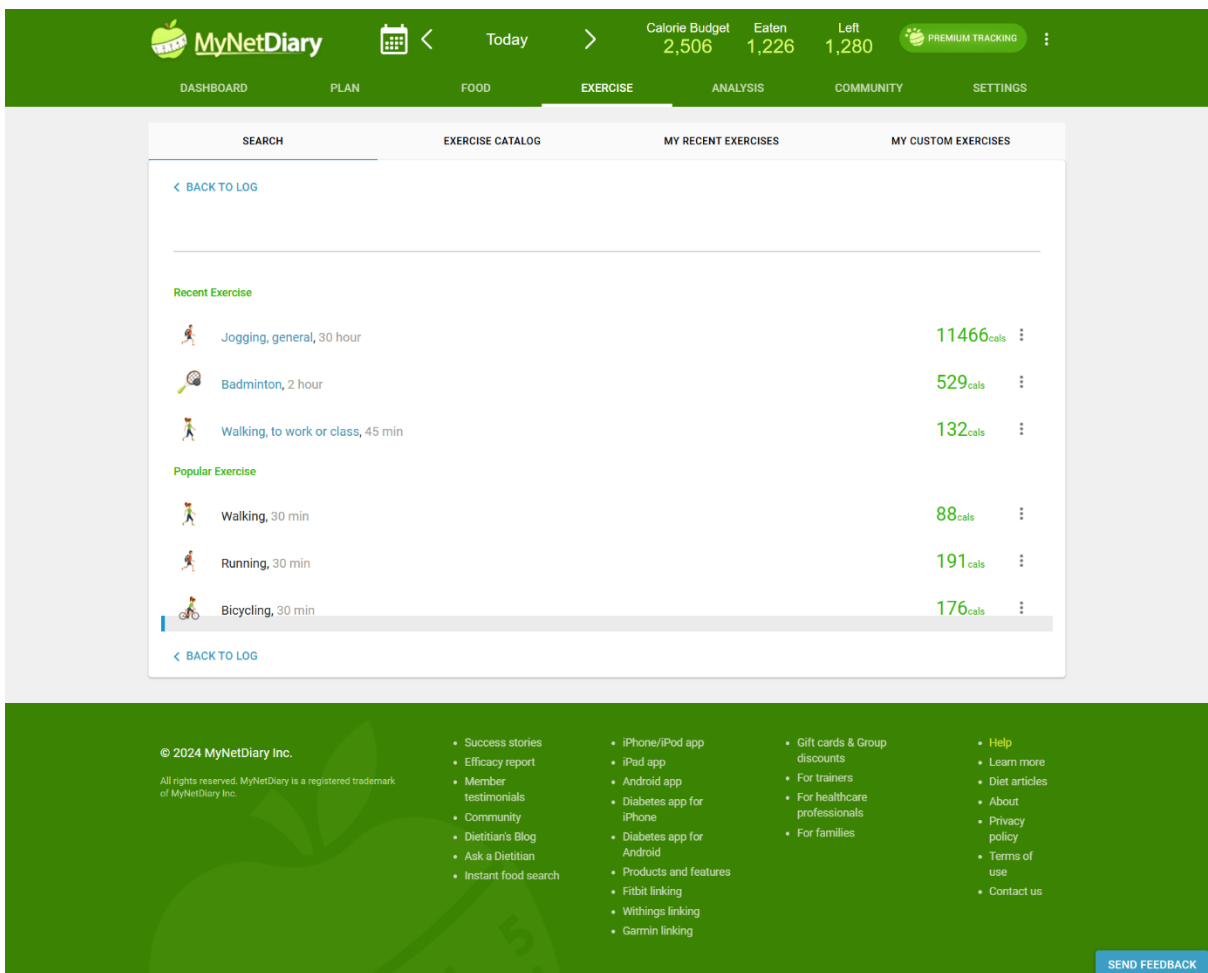 MyNetDiary
Today
Calorie Budget Eaten Left
2,506 1,226 1,280
PREMIUM TRACKING
DASHBOARD PLAN FOOD EXERCISE ANALYSIS COMMUNITY SETTINGS
SEARCH EXERCISE CATALOG MY RECENT EXERCISES MY CUSTOM EXERCISES
BACK TO LOG
Recent Exercise
Jogging, general, 30 hour 11466cals
Badminton, 2 hour 529cals
Walking, to work or class, 45 min 132cals
Popular Exercise
Walking, 30 min 88cals
Running, 30 min 191cals
Bicycling, 30 min 176cals
BACK TO LOG
© 2024 MyNetDiary Inc.
All rights reserved. MyNetDiary is a registered trademark
of MyNetDiary Inc.
• Success stories
• Efficacy report
• Member
testimonials
• Community
• Dietitian's Blog
• Ask a Dietitian
• Instant food search
• iPhone/iPod app
• iPad app
• Android app
• Diabetes app for
iPhone
• Diabetes app for
Android
• Products and features
• Fitbit linking
• Withings linking
• Garmin linking
• Gift cards & Group
discounts
• For trainers
• For healthcare
professionals
• For families
• Help
• Learn more
• Diet articles
• About
• Privacy
policy
• Terms of
use
• Contact us
5
SEND FEEDBACK